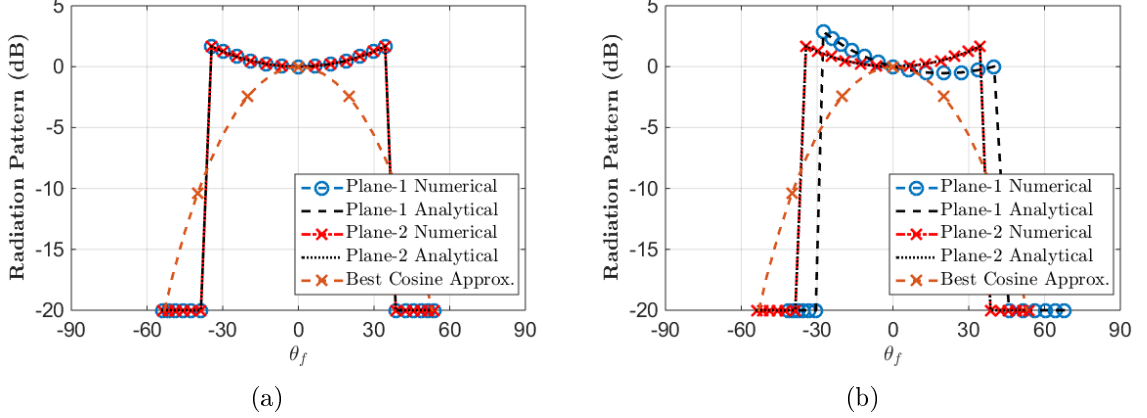 5
0
-5
-10
-15
-20
-90
-60
-30
0
30
60
90
Radiation Pattern (dB)
θf
Plane-1 Numerical
Plane-1 Analytical
Plane-2 Numerical
Plane-2 Analytical
Best Cosine Approx.
(a)
5
0
-5
-10
-15
-20
-90
-60
-30
0
30
60
90
Radiation Pattern (dB)
θf
Plane-1 Numerical
Plane-1 Analytical
Plane-2 Numerical
Plane-2 Analytical
Best Cosine Approx.
(b)